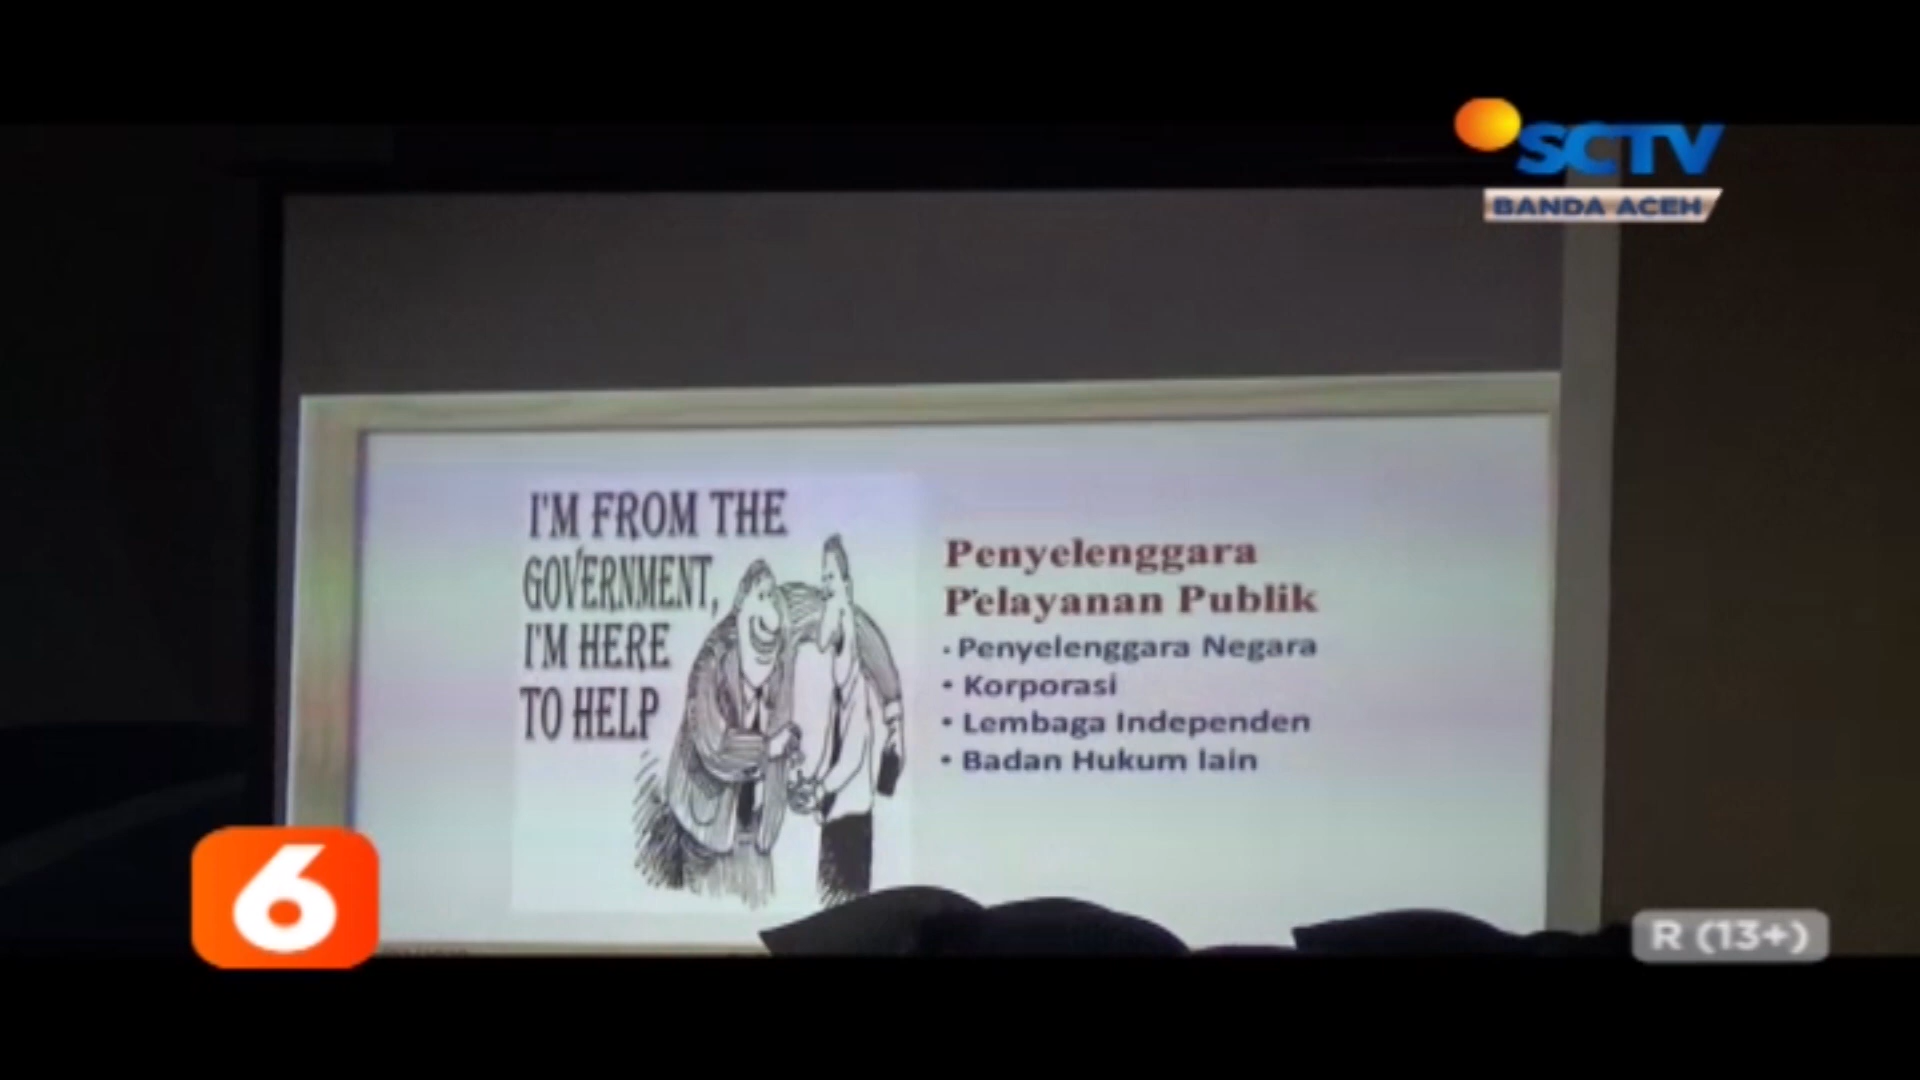 SCTV
BANDA ACEH
I'M FROM THE
GOVERNMENT,
I'M HERE
TO HELP
Penyelenggara
Pelayanan Publik
• Penyelenggara Negara
• Korporasi
• Lembaga Independen
• Badan Hukum lain
6
R (13+)